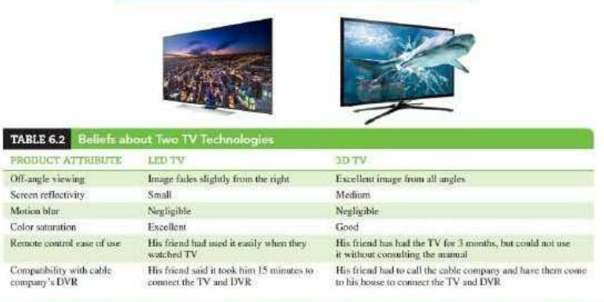 TABLE 6.2 Beliefs about Two TV Technologies
PRODUCT ATTRIBUTE LED TV 3D TV
Off-angle viewing Image fades slightly from the right Excellent image from all angles
Screen reflectivity Small Medium
Motion blur Negligible Negligible
Color saturation Excellent Good
Remote control ease of use His friend had used it easily when they His friend has had the TV for 3 months, but could not use
watched TV it without consulting the manual
Compatibility with cable His friend said it took him 15 minutes to His friend had to call the cable company and have them come
company's DVR connect the TV and DVR to his house to connect the TV and DVR